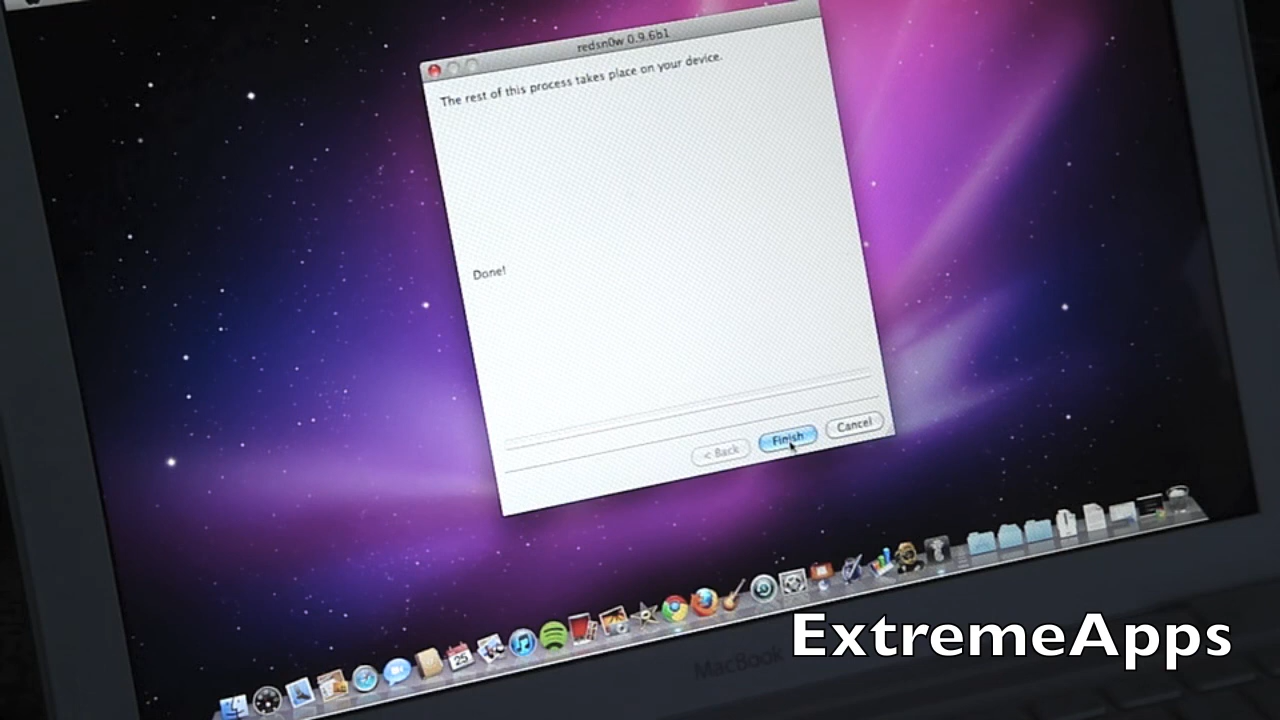 redsn0w 0.9.6b1
The rest of this process takes place on your device.
Done!
< Back
Finish
Cancel
25
ExtremeApps
MacBook